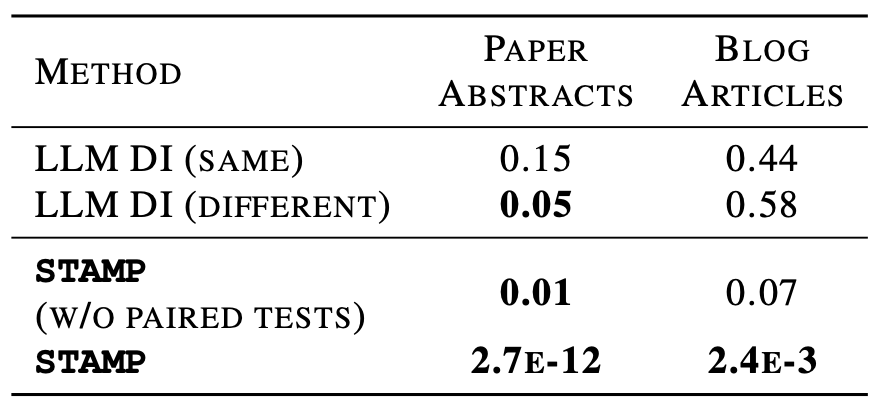 METHOD PAPER ABSTRACTS BLOG ARTICLES
LLM DI (SAME) 0.15 0.44
LLM DI (DIFFERENT) 0.05 0.58
STAMP
(W/O PAIRED TESTS) 0.01 0.07
STAMP 2.7E-12 2.4E-3